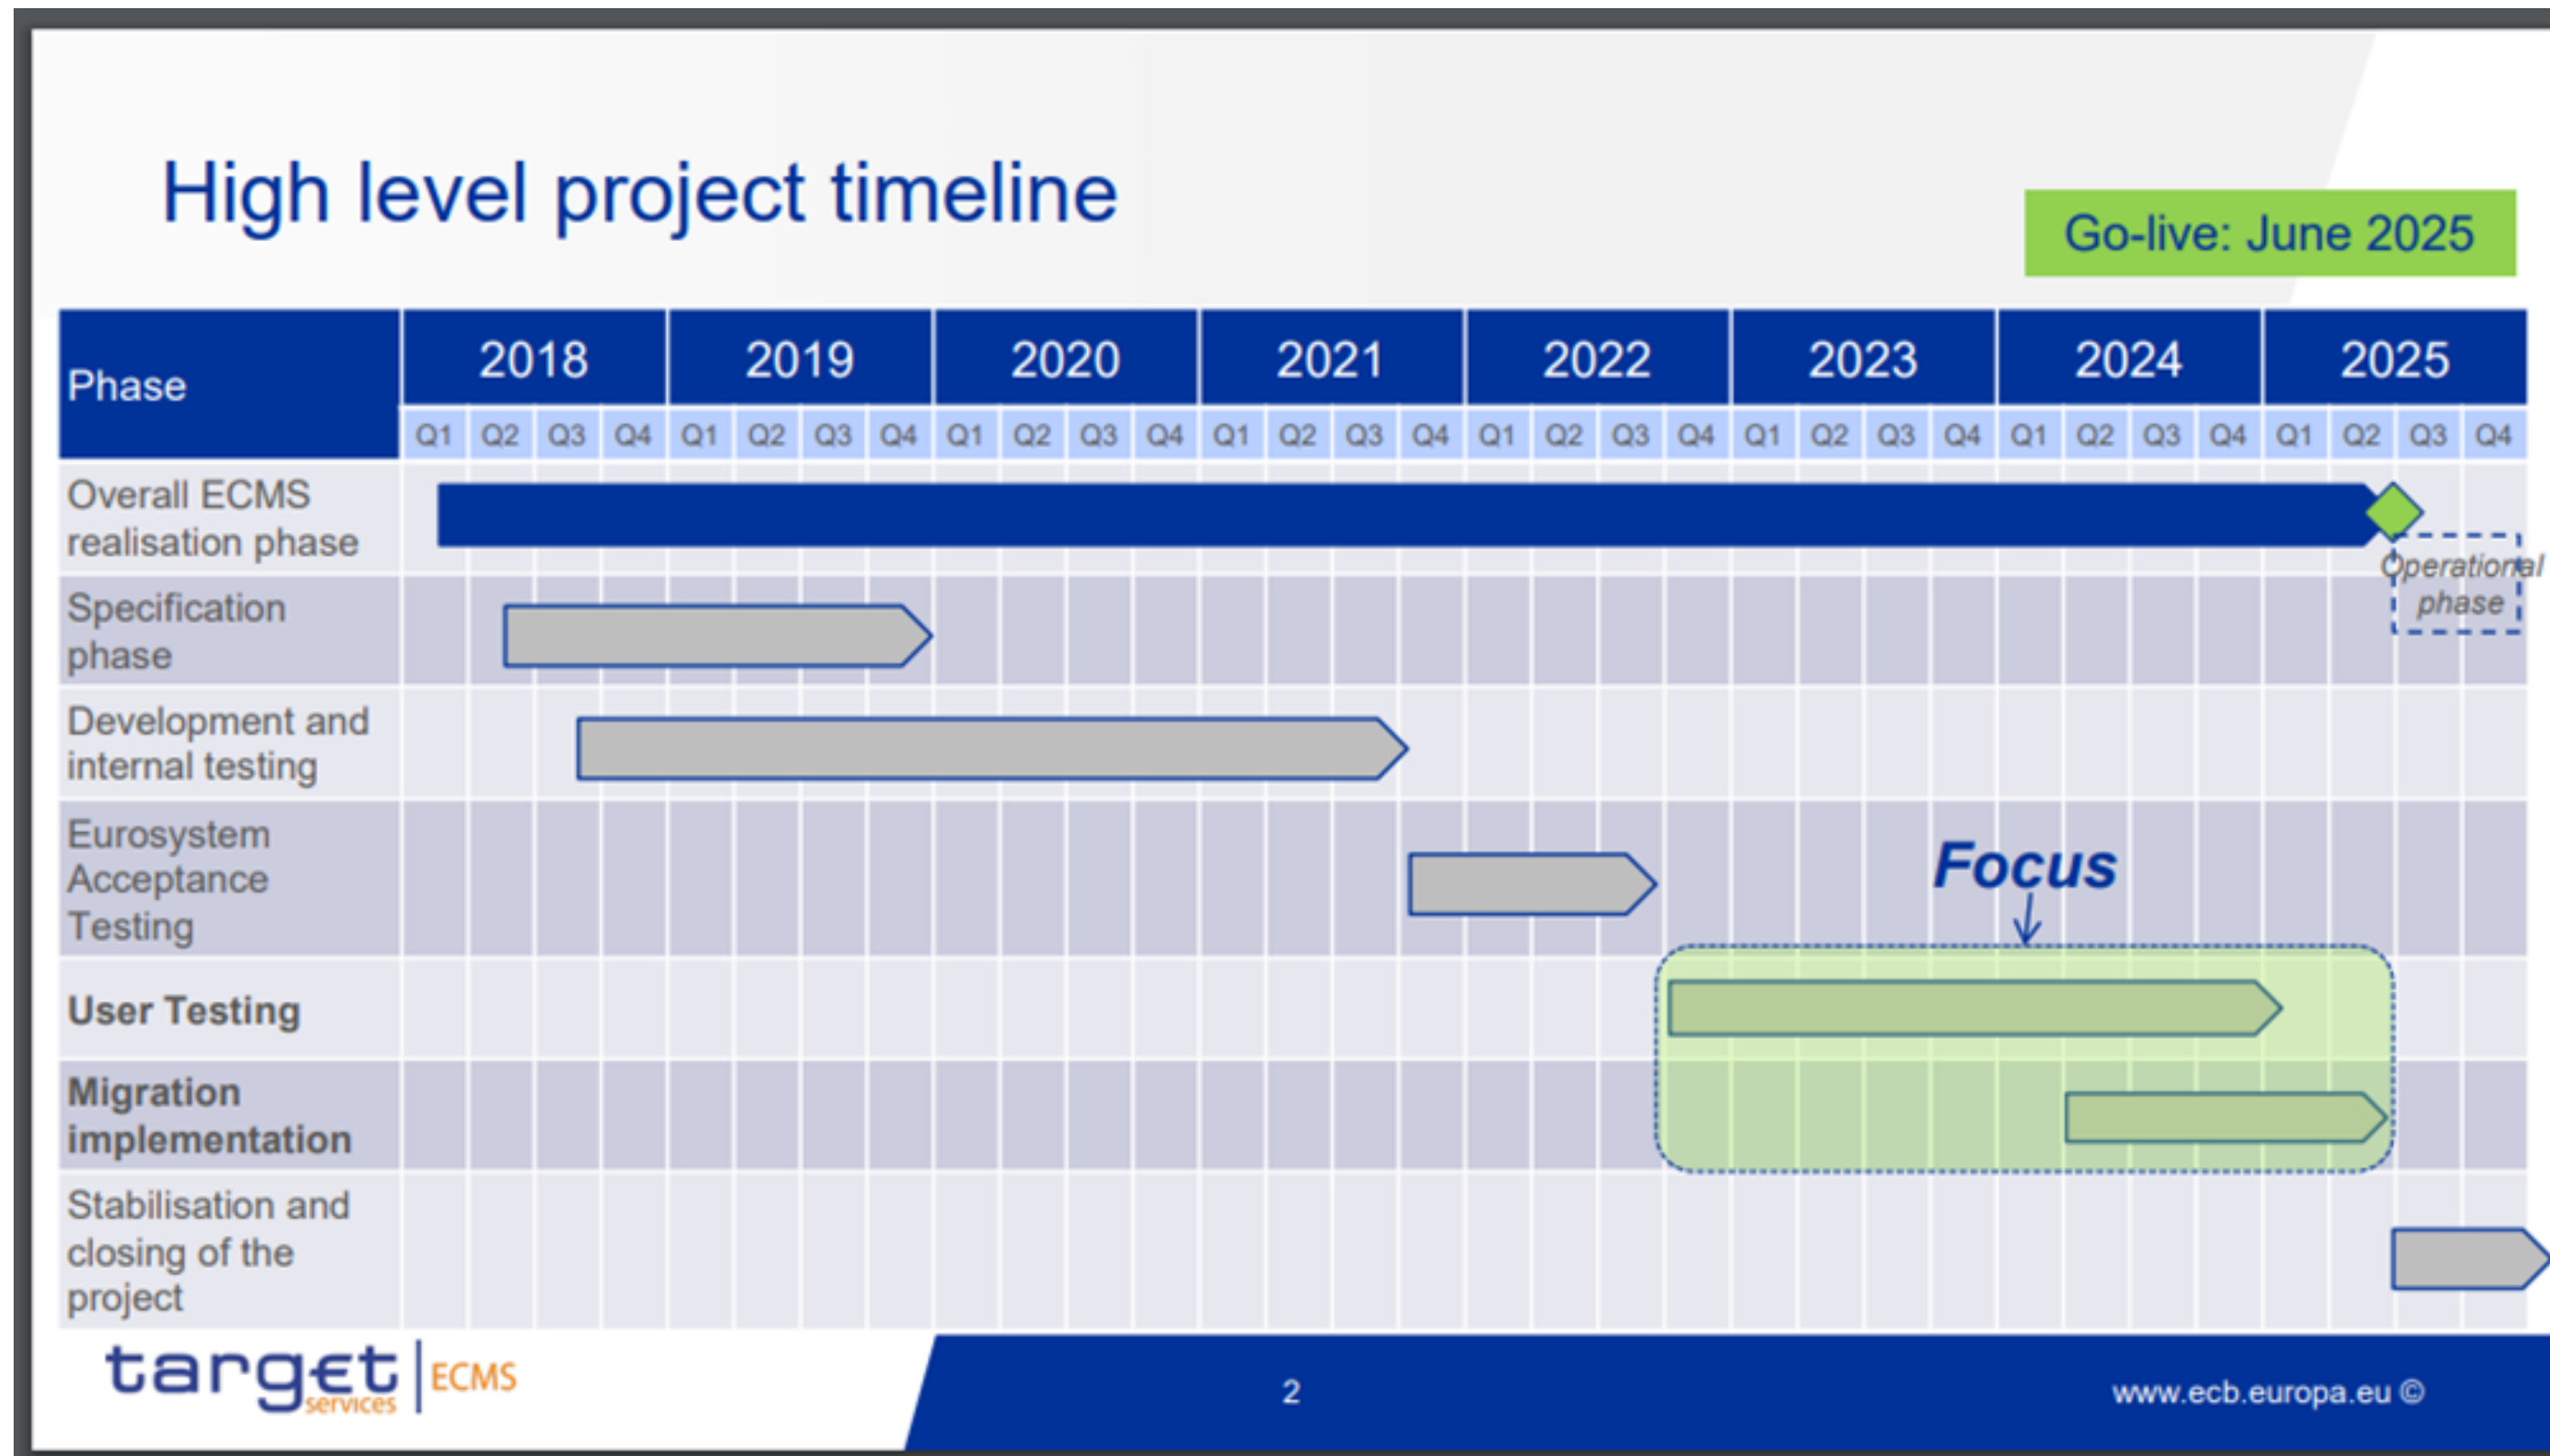 High level project timeline
Go-live: June 2025
Phase
2018 2019 2020 2021 2022 2023 2024 2025
Q1 Q2 Q3 Q4 Q1 Q2 Q3 Q4 Q1 Q2 Q3 Q4 Q1 Q2 Q3 Q4 Q1 Q2 Q3 Q4 Q1 Q2 Q3 Q4 Q1 Q2 Q3 Q4 Q1 Q2 Q3 Q4
Overall ECMS
realisation phase
Operational
phase
Specification
phase
Development and
internal testing
Eurosystem
Acceptance
Testing
Focus
User Testing
Migration
implementation
Stabilisation and
closing of the
project
target
services
ECMS
2
www.ecb.europa.eu ©